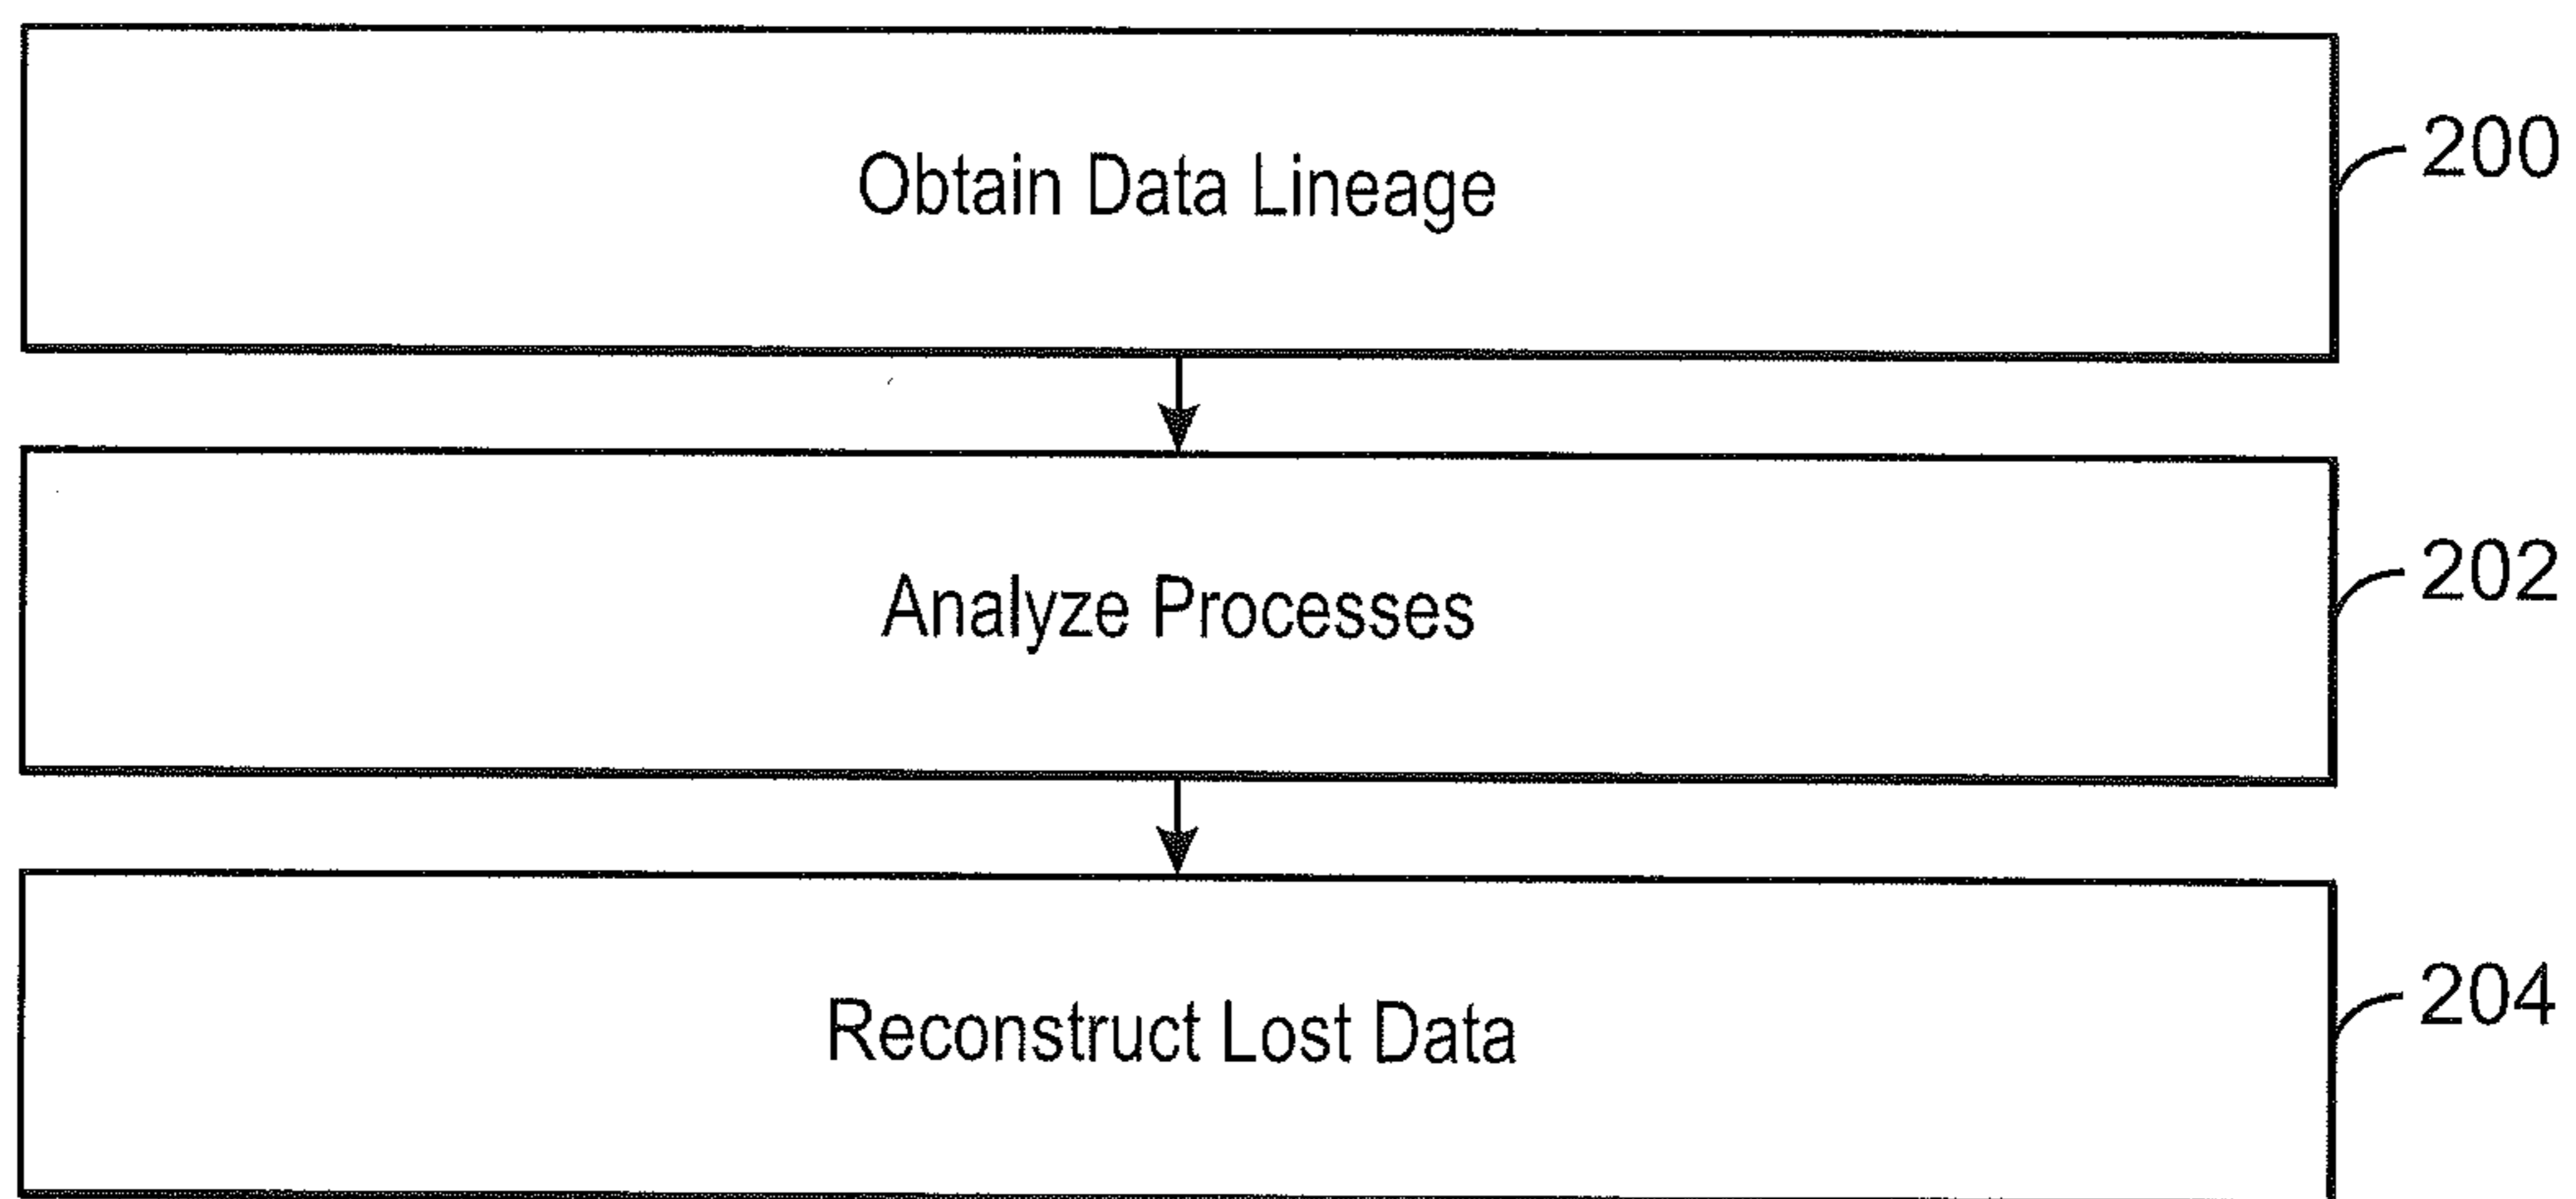 Obtain Data Lineage
200
Analyze Processes
202
Reconstruct Lost Data
204